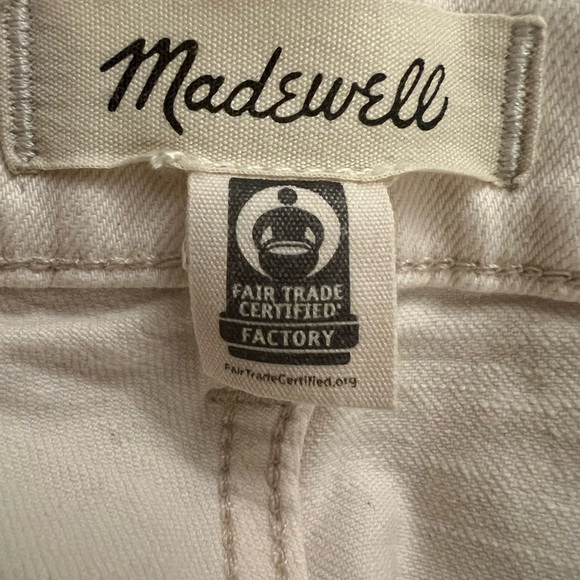 Madewell
FAIR TRADE
CERTIFIED
FACTORY
FairTradeCertified.org